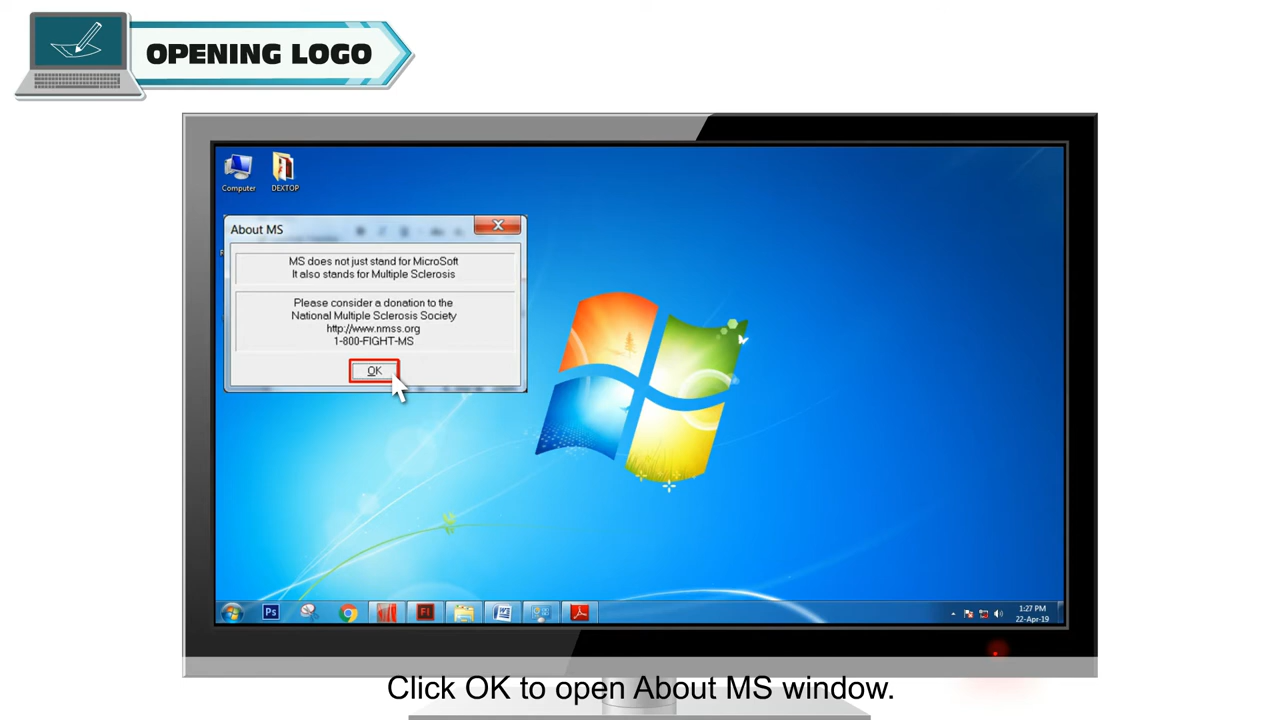 OPENING LOGO
Computer
DEXTOP
About MS
MS does not just stand for MicroSoft
It also stands for Multiple Sclerosis
Please consider a donation to the
National Multiple Sclerosis Society
http://www.nmss.org
1-800-FIGHT-MS
OK
Ps
Fl
W
1:27 PM
22-Apr-19
Click OK to open About MS window.